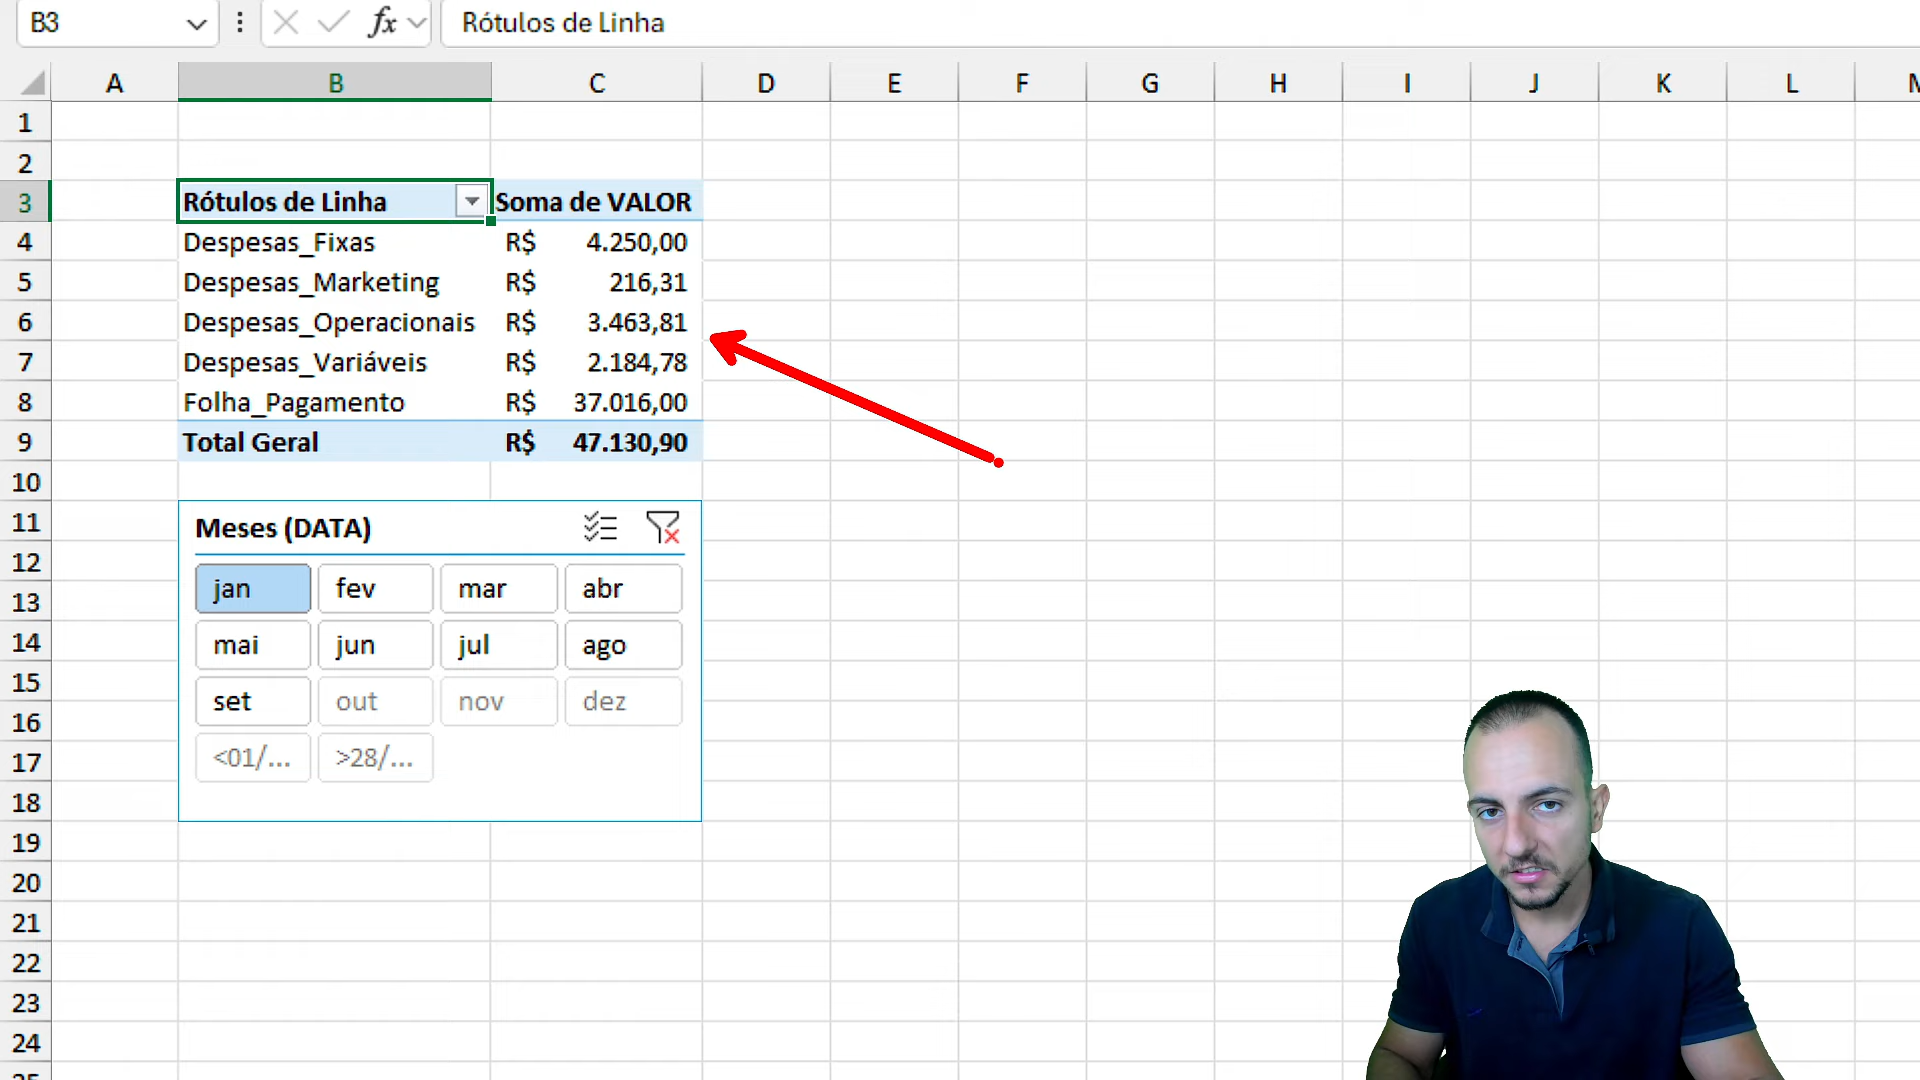 B3 fx Rótulos de Linha
A B C D E F G H I J K L M
1
2
3 Rótulos de Linha Soma de VALOR
4 Despesas_Fixas R$ 4.250,00
5 Despesas_Marketing R$ 216,31
6 Despesas_Operacionais R$ 3.463,81
7 Despesas_Variáveis R$ 2.184,78
8 Folha_Pagamento R$ 37.016,00
9 Total Geral R$ 47.130,90
10
11 Meses (DATA)
12
13 jan fev mar abr
14 mai jun jul ago
15
16 set out nov dez
17 <01/... >28/...
18
19
20
21
22
23
24
25